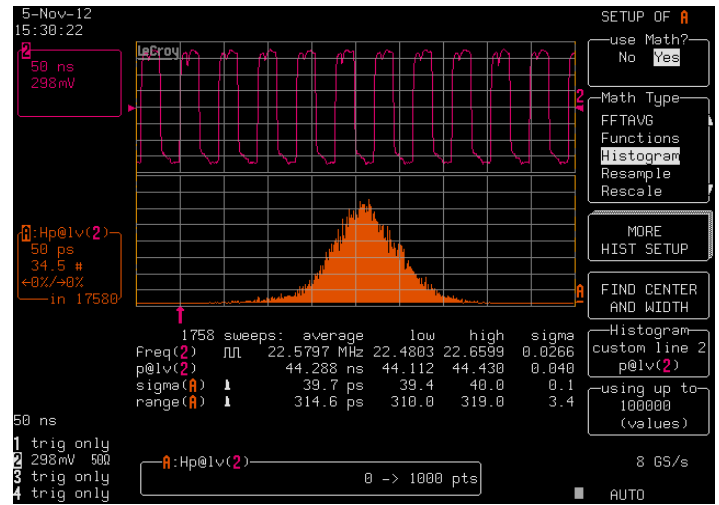 5-Nov-12
15:30:22
2
50 ns
298mV
LeCroy
2
A:Hp@lv(2)
50 ps
34.5 #
←0%/→0%
in 17580
A
1758 sweeps: average low high sigma
Freq(2) 22.5797 MHz 22.4803 22.6599 0.0266
p@lv(2) 44.288 ns 44.112 44.430 0.040
sigma(A) 39.7 ps 39.4 40.0 0.1
range(A) 314.6 ps 310.0 319.0 3.4
50 ns
1 trig only
2 298mV 50Ω
3 trig only
4 trig only
A:Hp@lv(2)
0 -> 1000 pts
SETUP OF A
use Math?
No Yes
Math Type
FFTAVG
Functions
Histogram
Resample
Rescale
MORE
HIST SETUP
FIND CENTER
AND WIDTH
Histogram
custom line 2
p@lv(2)
using up to
100000
(values)
8 GS/s
AUTO